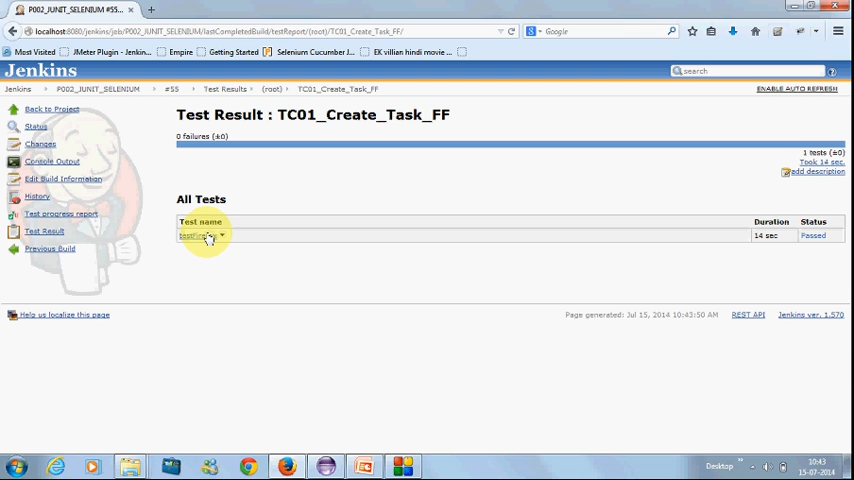 P002_JUNIT_SELENIUM #55...
localhost:8080/jenkins/job/P002_JUNIT_SELENIUM/lastCompletedBuild/testReport/(root)/TC01_Create_Task_FF/
Google
Most Visited
JMeter Plugin - Jenkin...
Empire
Getting Started
Selenium Cucumber J...
EK villian hindi movie ...
Jenkins
search
Jenkins
P002_JUNIT_SELENIUM
#55
Test Results
(root)
TC01_Create_Task_FF
ENABLE AUTO REFRESH
Back to Project
Status
Changes
Console Output
Edit Build Information
History
Test progress report
Test Result
Previous Build
Test Result : TC01_Create_Task_FF
0 failures (±0)
1 tests (±0)
Took 14 sec.
add description
All Tests
Test name Duration Status
14 sec Passed
Help us localize this page
Page generated: Jul 15, 2014 10:43:50 AM
REST API
Jenkins ver. 1.570
Desktop
10:43
15-07-2014